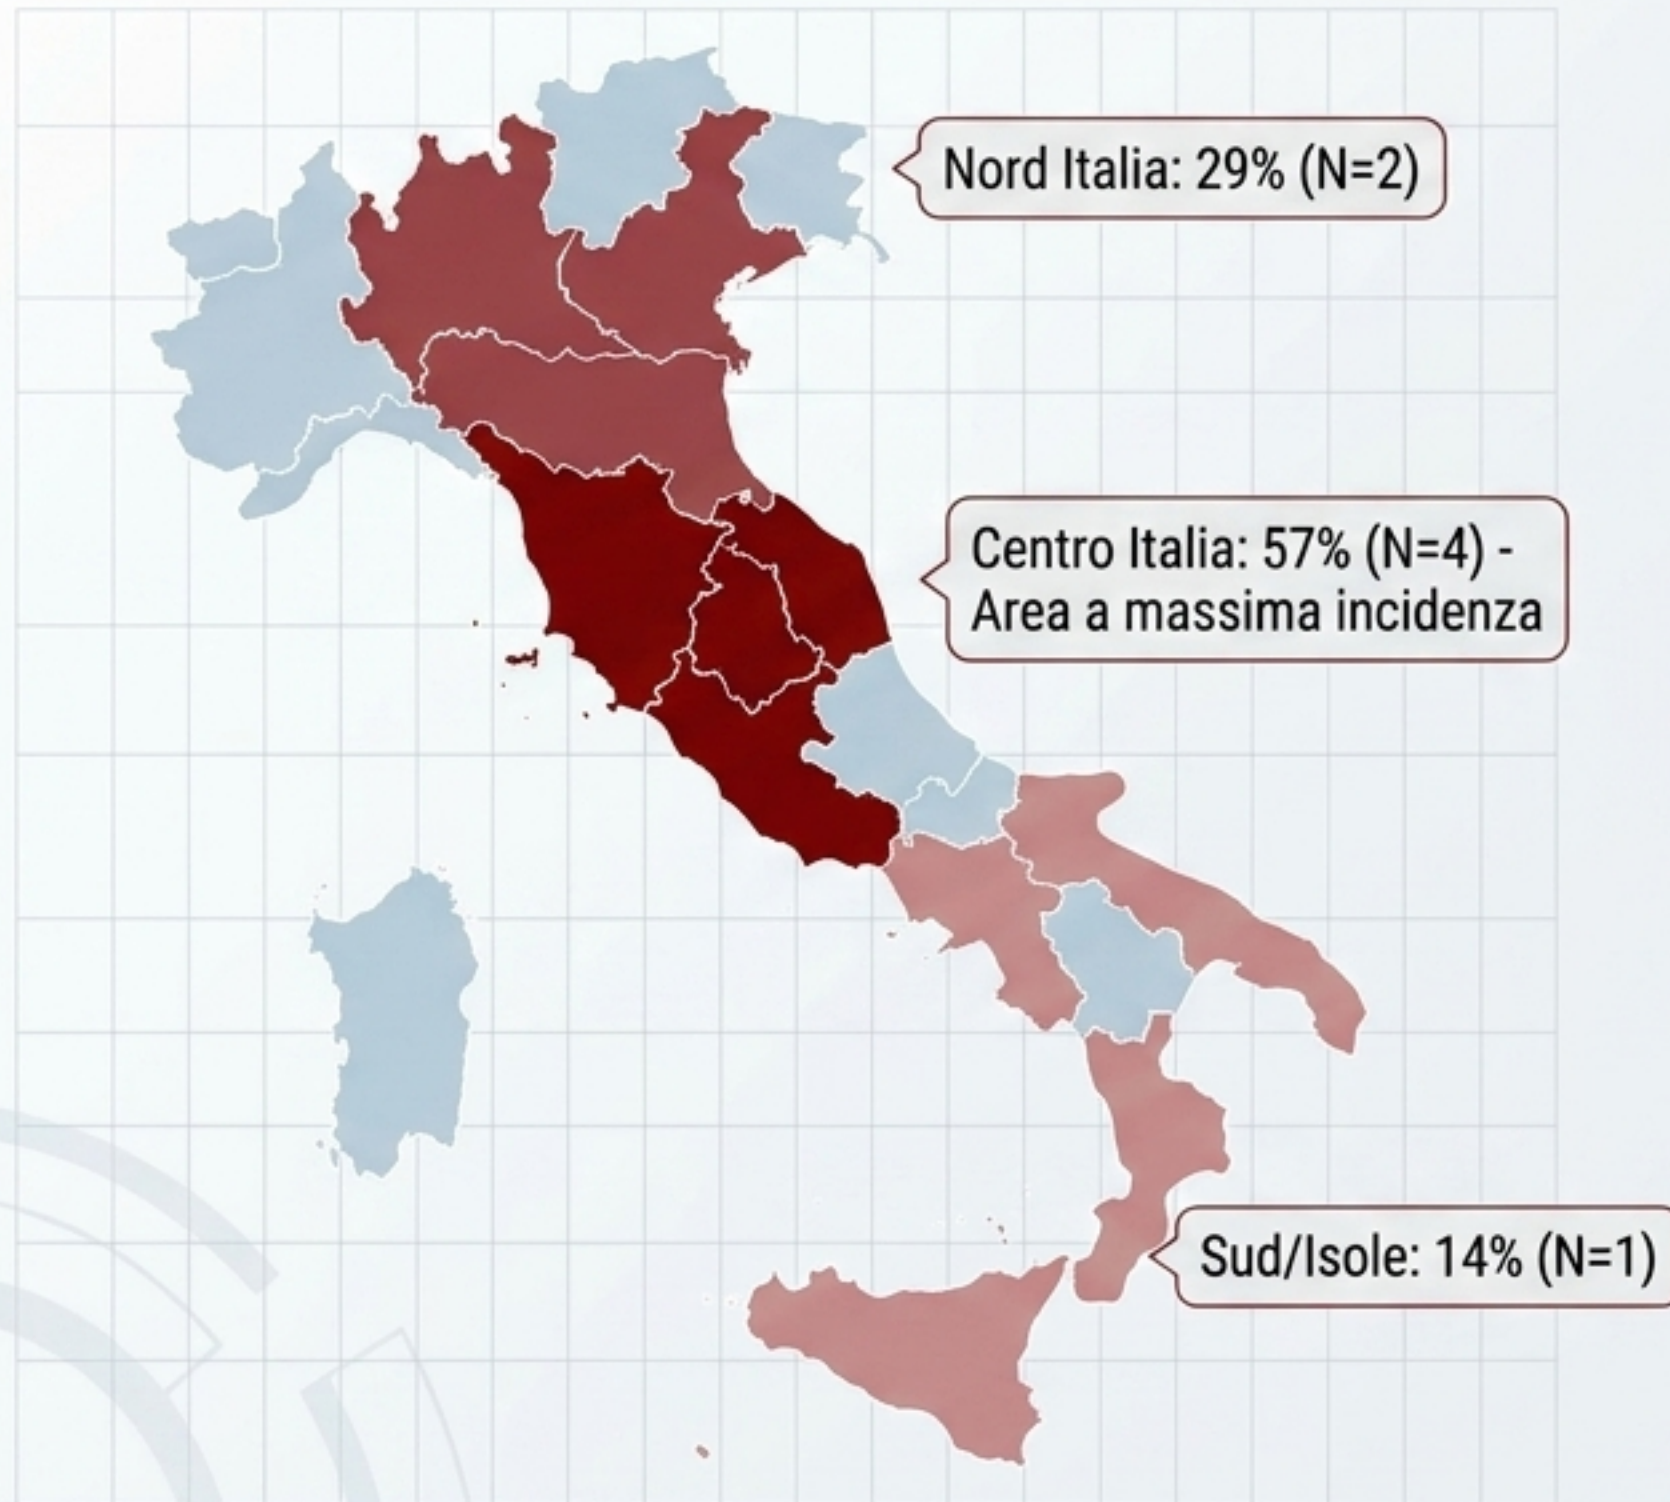 Nord Italia: 29% (N=2)
Centro Italia: 57% (N=4) -
Area a massima incidenza
Sud/Isole: 14% (N=1)